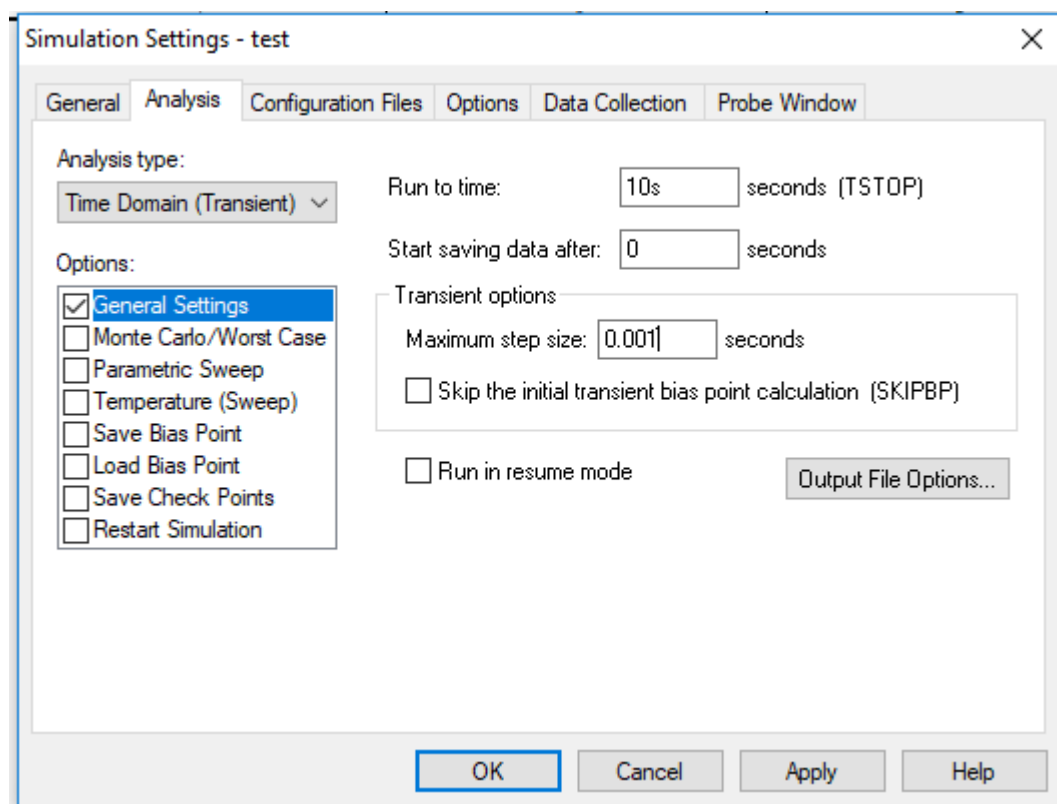 Simulation Settings - test
General Analysis Configuration Files Options Data Collection Probe Window
Analysis type:
Time Domain (Transient)
Options:
General Settings
Monte Carlo/Worst Case
Parametric Sweep
Temperature (Sweep)
Save Bias Point
Load Bias Point
Save Check Points
Restart Simulation
Run to time: 10s seconds (TSTOP)
Start saving data after: 0 seconds
Transient options
Maximum step size: 0.001 seconds
Skip the initial transient bias point calculation (SKIPBP)
Run in resume mode
Output File Options...
OK Cancel Apply Help